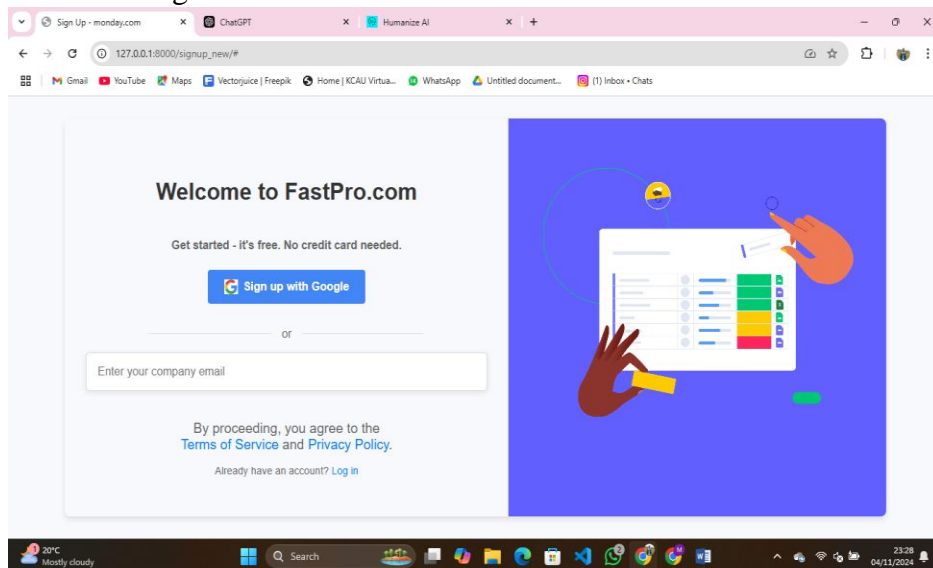 Sign Up - monday.com
ChatGPT
Humanize AI
127.0.0.1:8000/signup_new/#
Gmail
YouTube
Maps
Vectorjuice | Freepik
Home | KCAU Virtua...
WhatsApp
Untitled document...
(1) Inbox • Chats
Welcome to FastPro.com
Get started - it's free. No credit card needed.
Sign up with Google
or
Enter your company email
By proceeding, you agree to the
Terms of Service and Privacy Policy.
Already have an account? Log in
20°C
Mostly cloudy
Search
23:28
04/11/2024